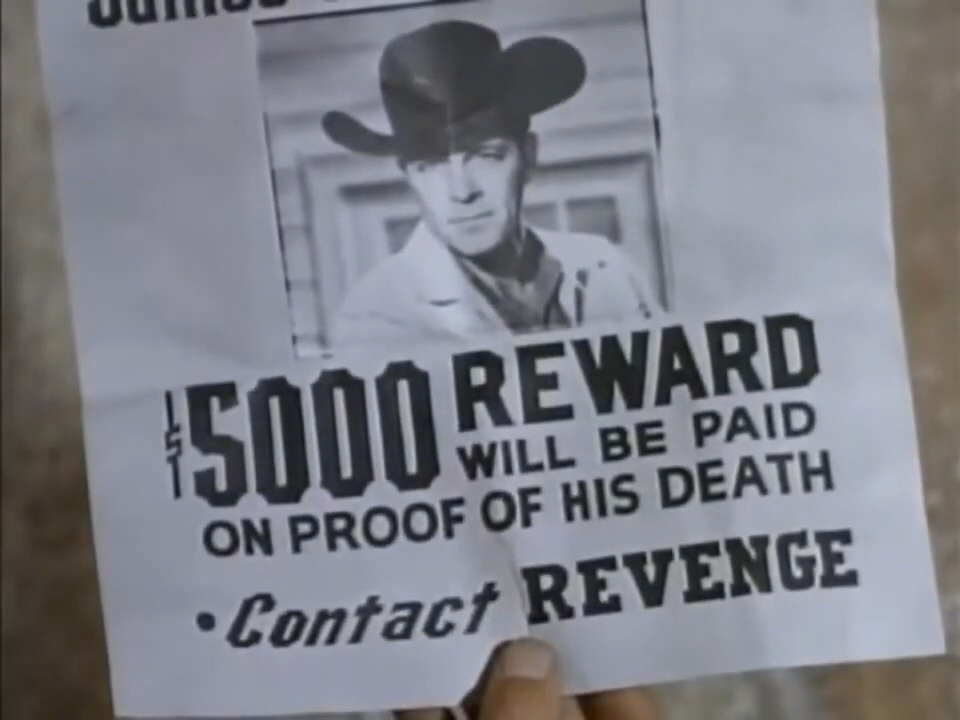 $5000 REWARD
WILL BE PAID
ON PROOF OF HIS DEATH
• Contact REVENGE